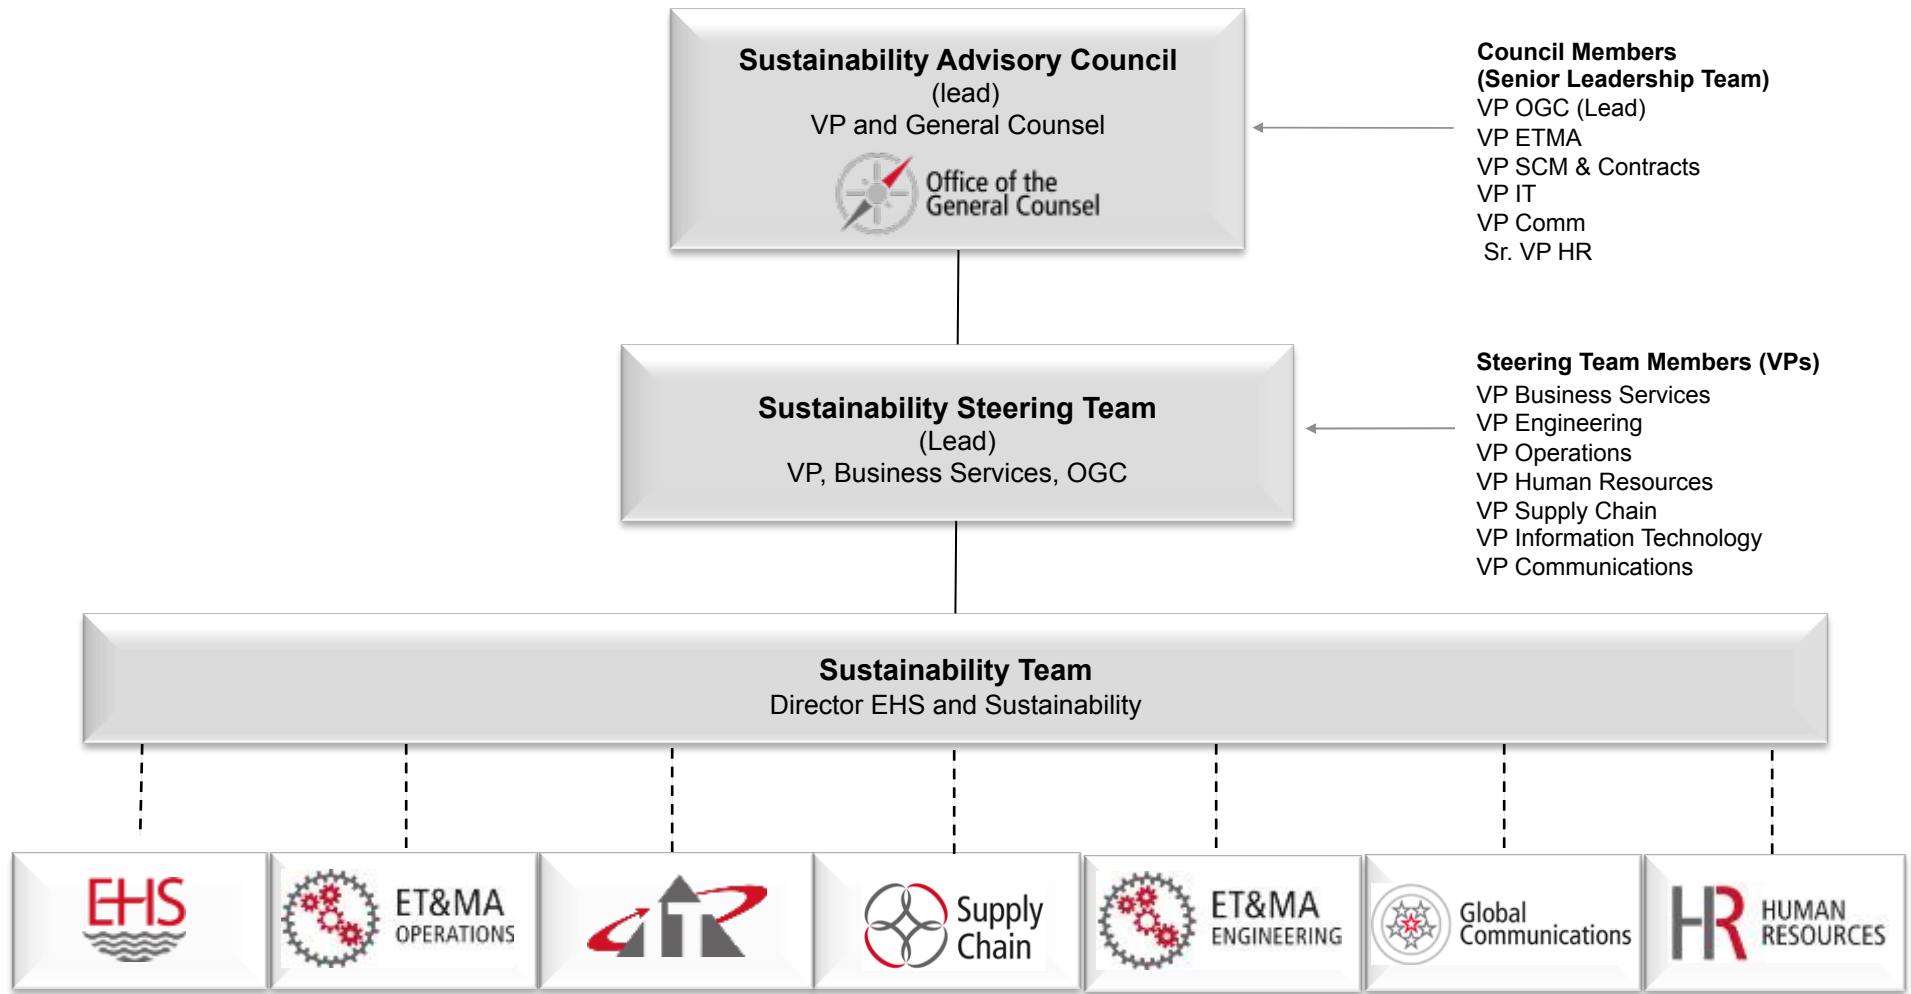 Sustainability Advisory Council
(lead)
VP and General Counsel
Office of the
General Counsel
Council Members
(Senior Leadership Team)
VP OGC (Lead)
VP ETMA
VP SCM & Contracts
VP IT
VP Comm
Sr. VP HR
Sustainability Steering Team
(Lead)
VP, Business Services, OGC
Steering Team Members (VPs)
VP Business Services
VP Engineering
VP Operations
VP Human Resources
VP Supply Chain
VP Information Technology
VP Communications
Sustainability Team
Director EHS and Sustainability
EHS
ET&MA
OPERATIONS
IT
Supply
Chain
ET&MA
ENGINEERING
Global
Communications
HR
HUMAN
RESOURCES